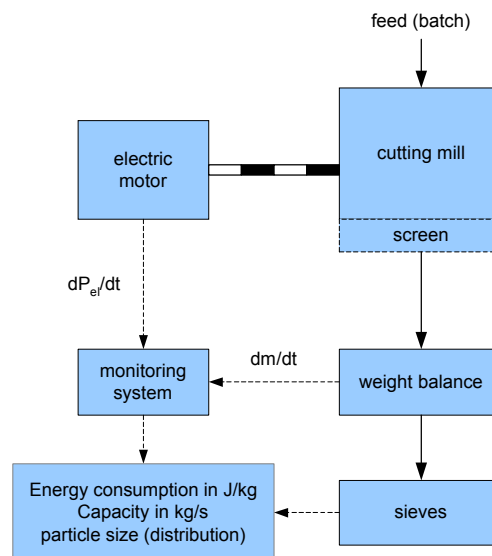 feed (batch)
electric
motor
cutting mill
screen
dPel/dt
dm/dt
monitoring
system
weight balance
Energy consumption in J/kg
Capacity in kg/s
particle size (distribution)
sieves